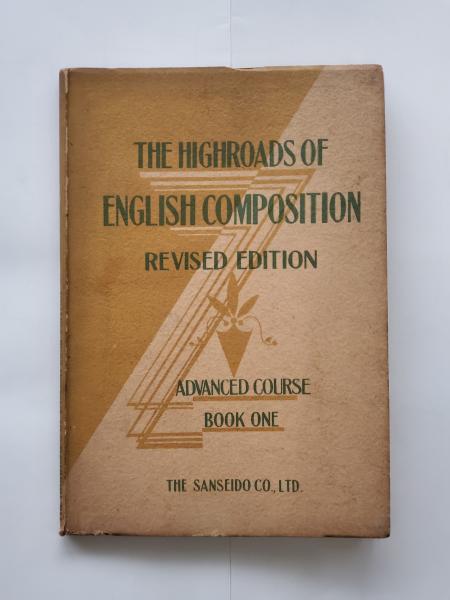 THE HIGHROADS OF
ENGLISH COMPOSITION
REVISED EDITION
ADVANCED COURSE
BOOK ONE
THE SANSEIDO CO., LTD.